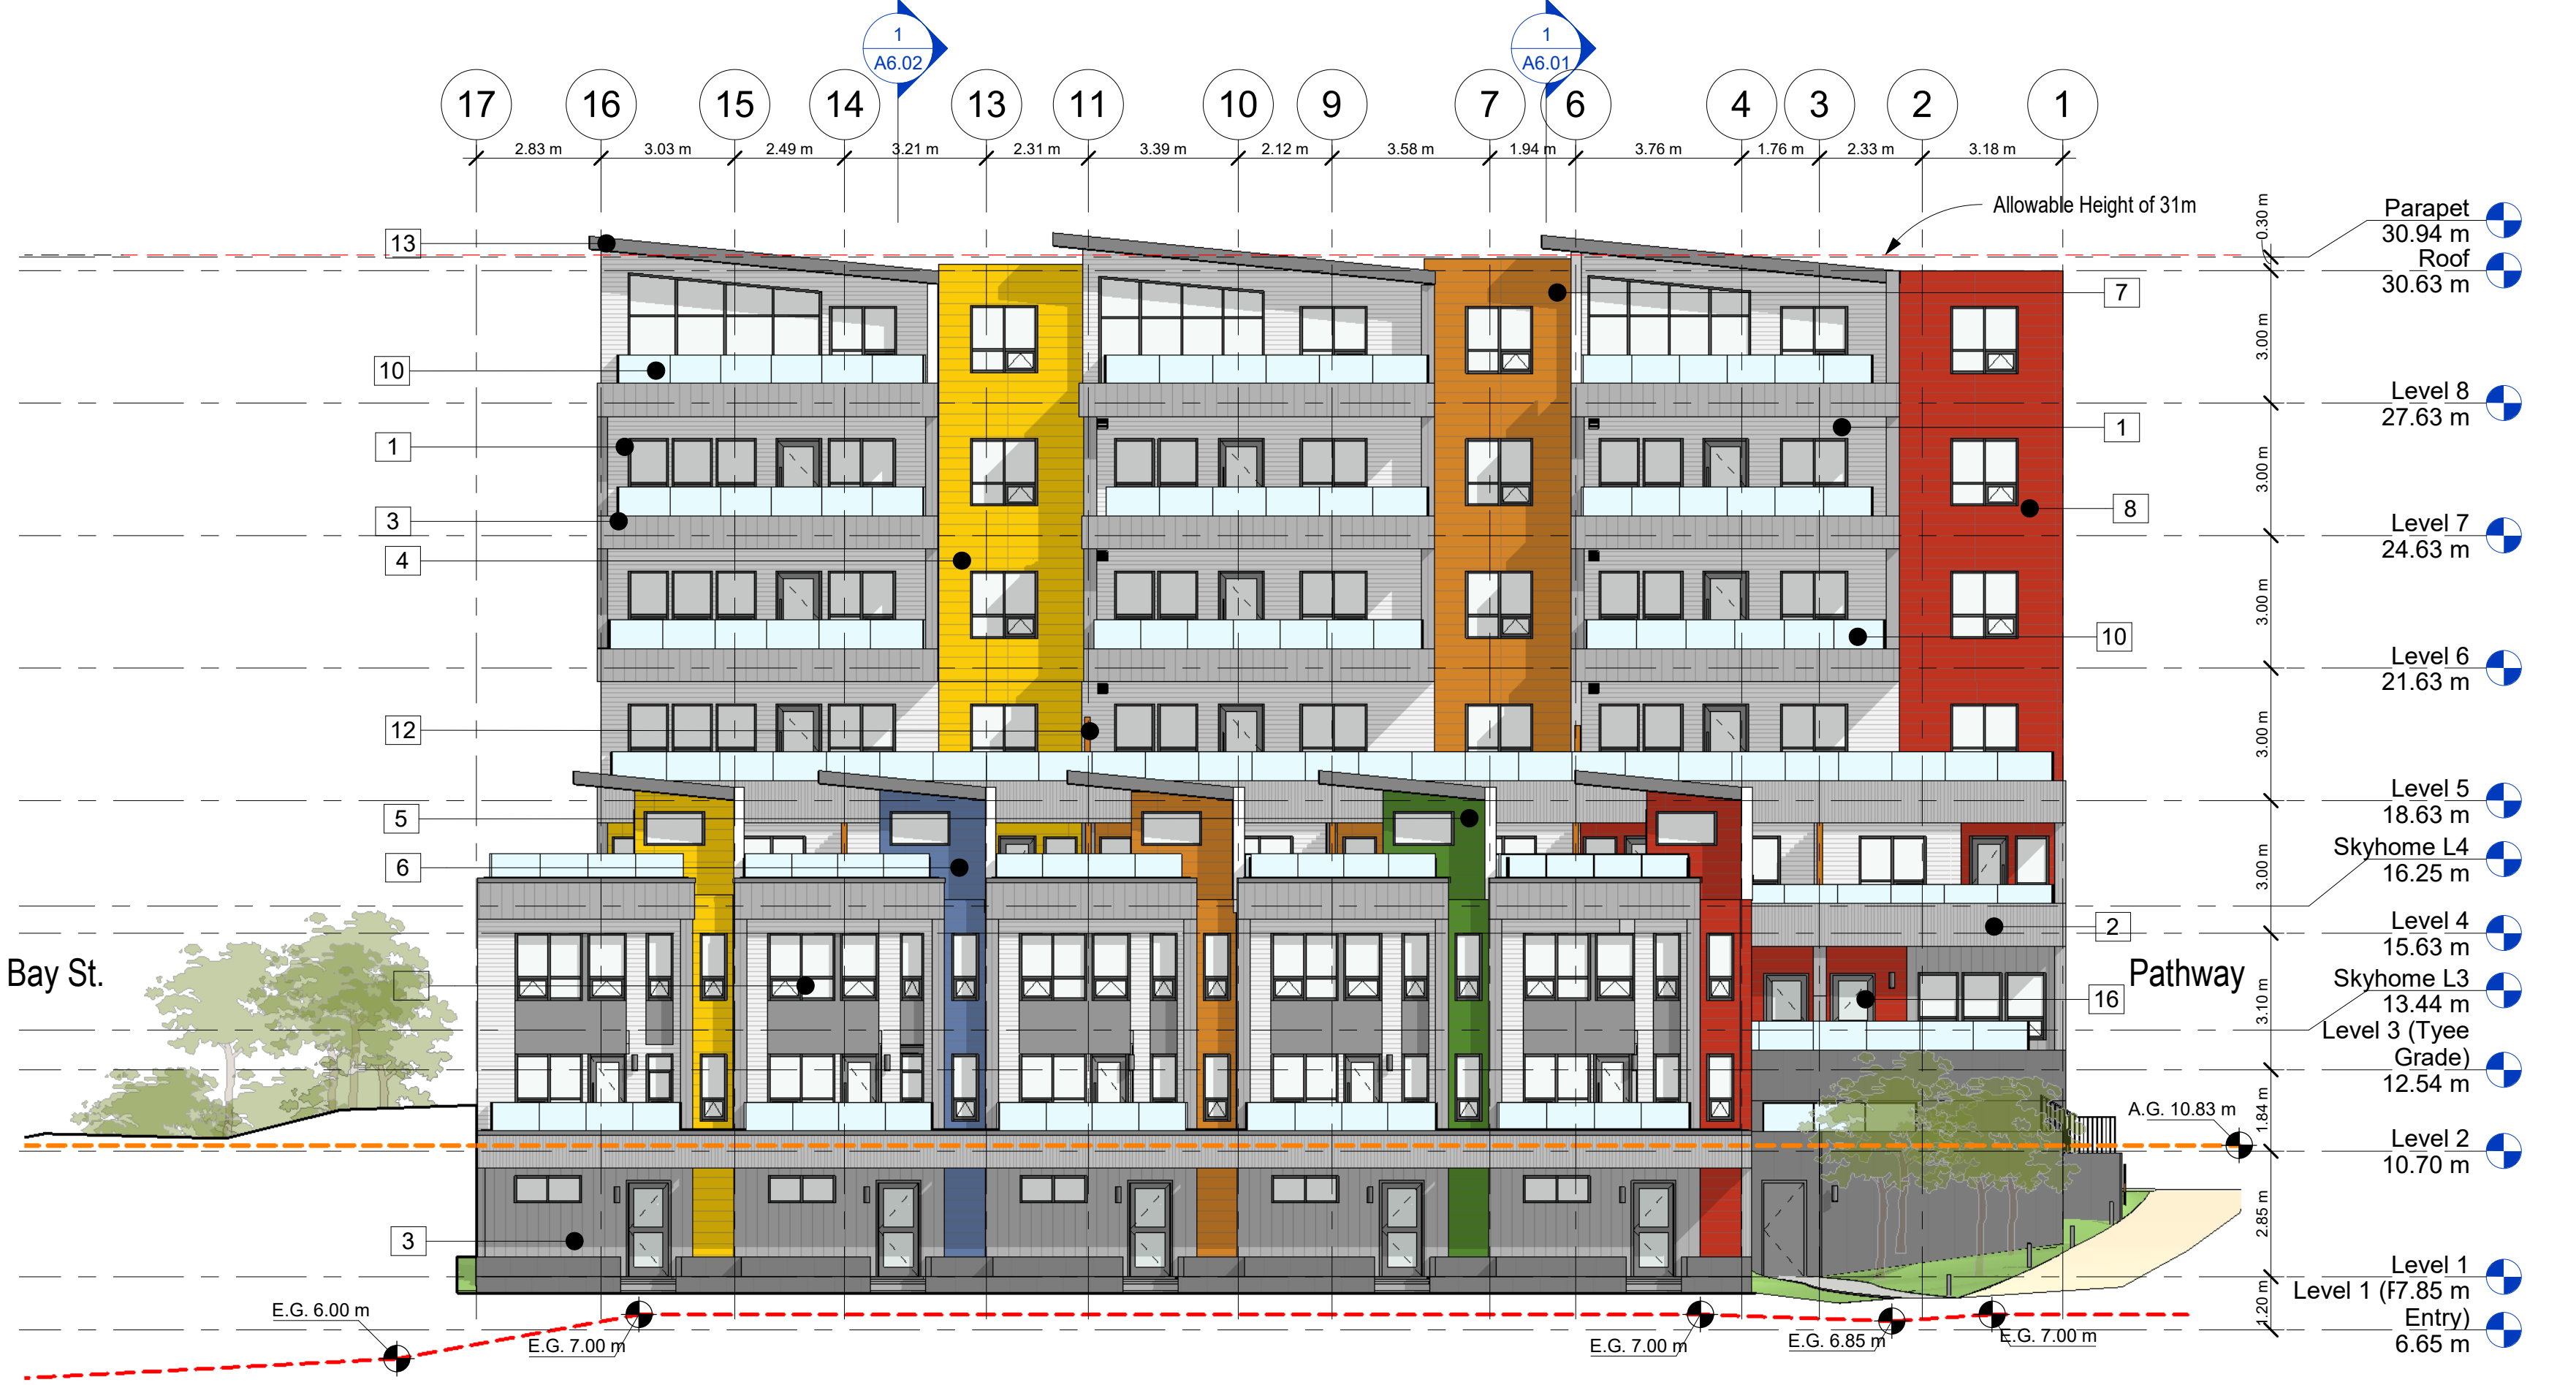 1
A6.02
1
A6.01
17 16 15 14 13 11 10 9 7 6 4 3 2 1
2.83 m 3.03 m 2.49 m 3.21 m 2.31 m 3.39 m 2.12 m 3.58 m 1.94 m 3.76 m 1.76 m 2.33 m 3.18 m
Allowable Height of 31m
0.30 m
Parapet
30.94 m
Roof
30.63 m
13
7
3.00 m
10
Level 8
27.63 m
1
1
3.00 m
3
8
Level 7
24.63 m
4
3.00 m
10
Level 6
21.63 m
12
3.00 m
Level 5
18.63 m
5
6
Skyhome L4
16.25 m
3.00 m
2
Level 4
15.63 m
Bay St.
Pathway
Skyhome L3
13.44 m
16
3.10 m
Level 3 (Tyee
Grade)
12.54 m
1.84 m
A.G. 10.83 m
Level 2
10.70 m
3
2.85 m
Level 1
Level 1 (F7.85 m
Entry)
6.65 m
1.20 m
E.G. 6.00 m
E.G. 7.00 m
E.G. 7.00 m
E.G. 6.85 m
E.G. 7.00 m